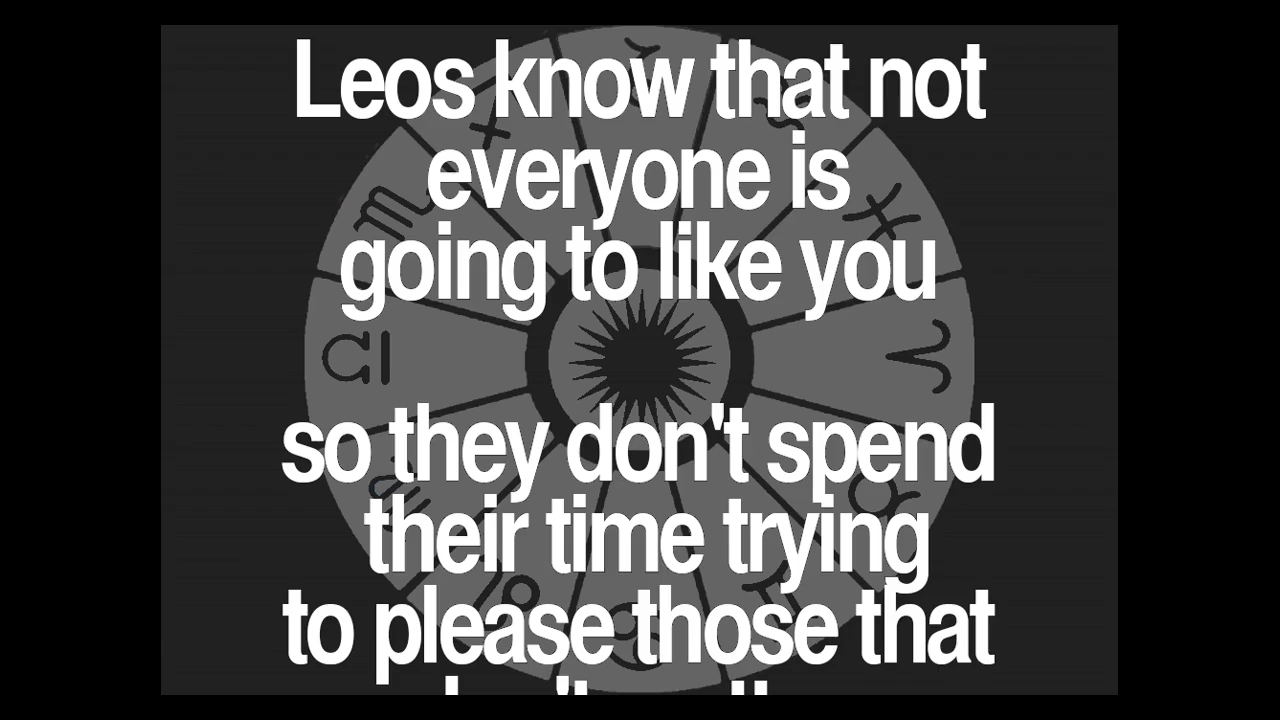 Leos know that not
everyone is
going to like you
so they don't spend
their time trying
to please those that